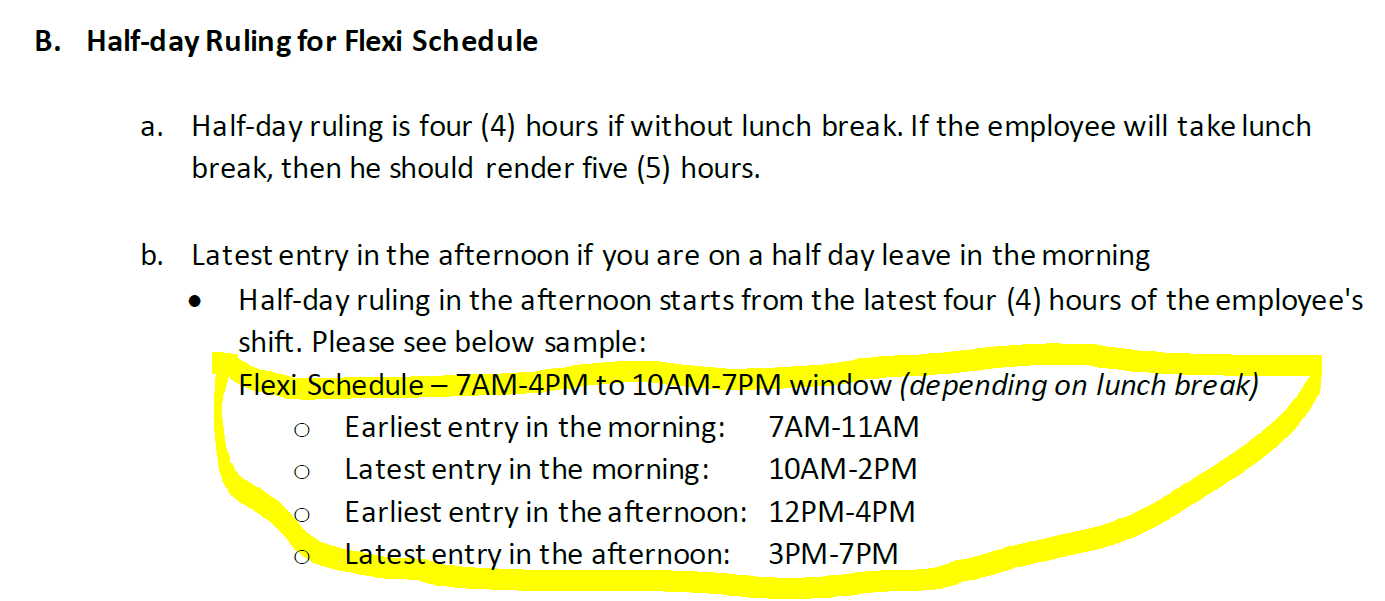 B. Half-day Ruling for Flexi Schedule
a. Half-day ruling is four (4) hours if without lunch break. If the employee will take lunch
break, then he should render five (5) hours.
b. Latest entry in the afternoon if you are on a half day leave in the morning
• Half-day ruling in the afternoon starts from the latest four (4) hours of the employee's
shift. Please see below sample:
Flexi Schedule – 7AM-4PM to 10AM-7PM window (depending on lunch break)
o Earliest entry in the morning: 7AM-11AM
o Latest entry in the morning: 10AM-2PM
o Earliest entry in the afternoon: 12PM-4PM
o Latest entry in the afternoon: 3PM-7PM